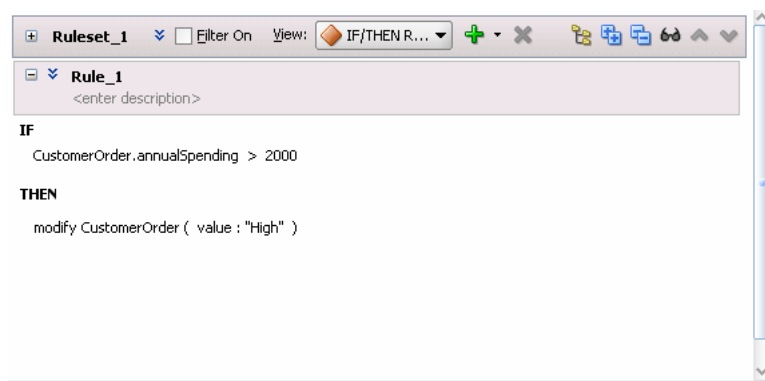 Ruleset_1 Filter On View: IF/THEN R...
Rule_1
<enter description>
IF
CustomerOrder.annualSpending > 2000
THEN
modify CustomerOrder ( value : "High" )